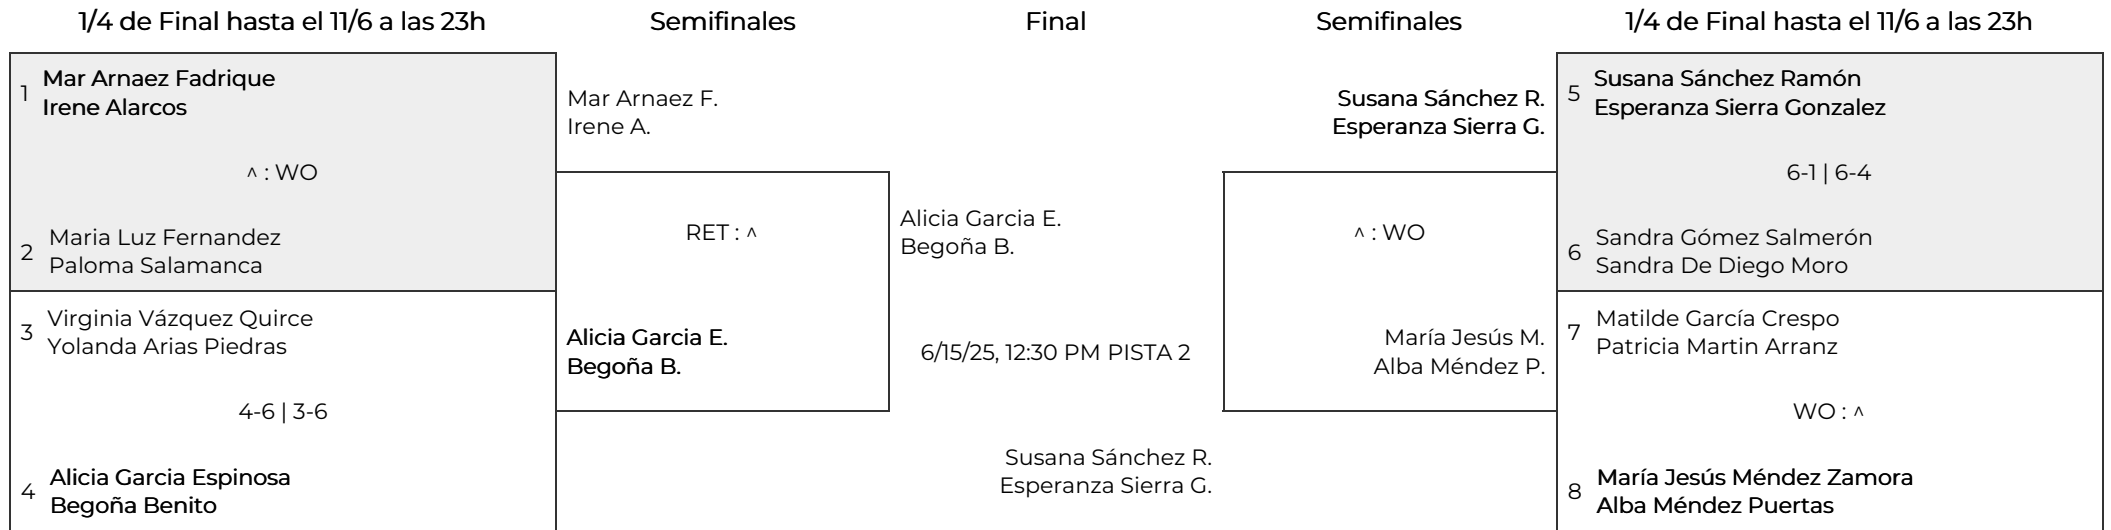 1/4 de Final hasta el 11/6 a las 23h
Semifinales
Final
Semifinales
1/4 de Final hasta el 11/6 a las 23h
1
Mar Arnaez Fadrique
Irene Alarcos
^ : WO
2
Maria Luz Fernandez
Paloma Salamanca
3
Virginia Vázquez Quirce
Yolanda Arias Piedras
4-6 | 3-6
4
Alicia Garcia Espinosa
Begoña Benito
Mar Arnaez F.
Irene A.
RET : ^
Alicia Garcia E.
Begoña B.
Alicia Garcia E.
Begoña B.
6/15/25, 12:30 PM PISTA 2
Susana Sánchez R.
Esperanza Sierra G.
Susana Sánchez R.
Esperanza Sierra G.
^ : WO
María Jesús M.
Alba Méndez P.
5
Susana Sánchez Ramón
Esperanza Sierra Gonzalez
6-1 | 6-4
6
Sandra Gómez Salmerón
Sandra De Diego Moro
7
Matilde García Crespo
Patricia Martin Arranz
WO : ^
8
María Jesús Méndez Zamora
Alba Méndez Puertas